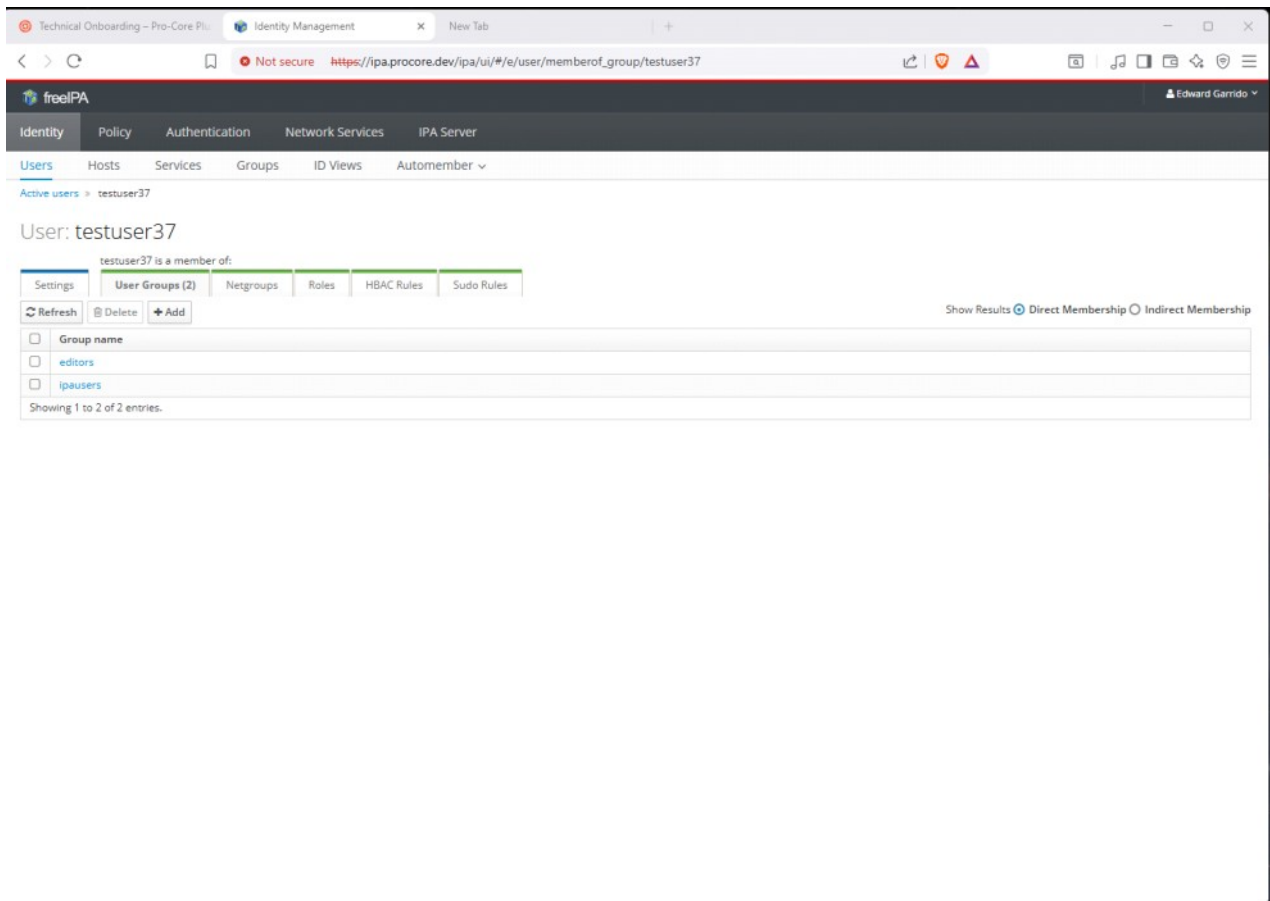 Technical Onboarding – Pro-Core Plu
Identity Management
New Tab
Not secure https://ipa.procore.dev/ipa/ui/#/e/user/memberof_group/testuser37
freeIPA
Edward Garrido
Identity Policy Authentication Network Services IPA Server
Users Hosts Services Groups ID Views Automember
Active users » testuser37
User: testuser37
testuser37 is a member of:
Settings User Groups (2) Netgroups Roles HBAC Rules Sudo Rules
Refresh Delete Add Show Results Direct Membership Indirect Membership
Group name
editors
ipausers
Showing 1 to 2 of 2 entries.